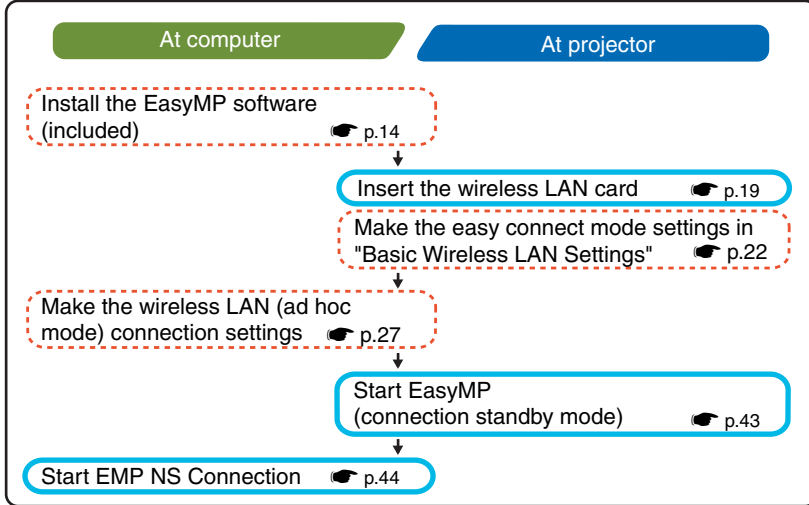 At computer
At projector
Install the EasyMP software
(included) ☛ p.14
Insert the wireless LAN card ☛ p.19
Make the easy connect mode settings in
"Basic Wireless LAN Settings" ☛ p.22
Make the wireless LAN (ad hoc
mode) connection settings ☛ p.27
Start EasyMP
(connection standby mode) ☛ p.43
Start EMP NS Connection ☛ p.44